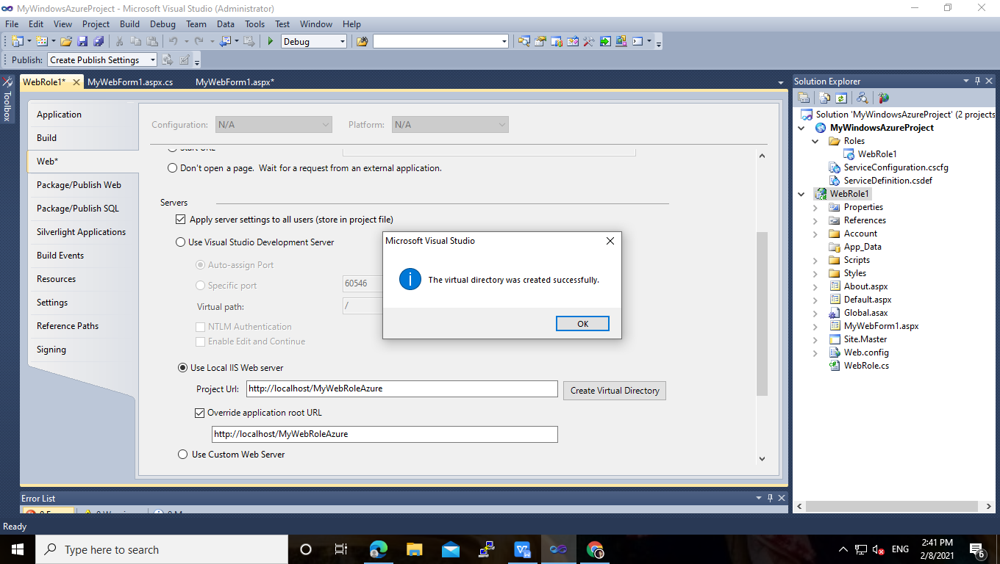 MyWindowsAzureProject - Microsoft Visual Studio (Administrator)
File Edit View Project Build Debug Team Data Tools Test Window Help
Debug
Publish: Create Publish Settings
WebRole1* MyWebForm1.aspx.cs MyWebForm1.aspx*
Toolbox
Application
Build
Web*
Package/Publish Web
Package/Publish SQL
Silverlight Applications
Build Events
Resources
Settings
Reference Paths
Signing
Configuration: N/A Platform: N/A
Start URL
Don't open a page. Wait for a request from an external application.
Servers
Apply server settings to all users (store in project file)
Use Visual Studio Development Server
Auto-assign Port
Specific port 60546
Virtual path: /
NTLM Authentication
Enable Edit and Continue
Use Local IIS Web server
Project Url: http://localhost/MyWebRoleAzure Create Virtual Directory
Override application root URL
http://localhost/MyWebRoleAzure
Use Custom Web Server
Microsoft Visual Studio
The virtual directory was created successfully.
OK
Solution Explorer
Solution 'MyWindowsAzureProject' (2 projects
MyWindowsAzureProject
Roles
WebRole1
ServiceConfiguration.cscfg
ServiceDefinition.csdef
WebRole1
Properties
References
Account
App_Data
Scripts
Styles
About.aspx
Default.aspx
Global.asax
MyWebForm1.aspx
Site.Master
Web.config
WebRole.cs
Error List
Ready
Type here to search
ENG
2:41 PM
2/8/2021
6